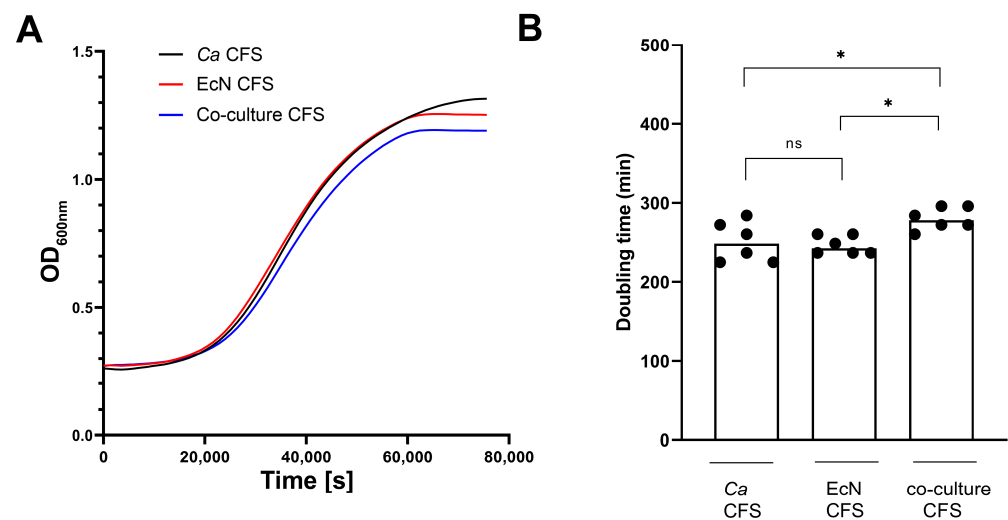 A
Ca CFS
EcN CFS
Co-culture CFS
OD600nm
1.5
1.0
0.5
0.0
0 20,000 40,000 60,000 80,000
Time [s]
B
Doubling time (min)
500
400
300
200
100
0
*
*
ns
Ca EcN co-culture
CFS CFS CFS